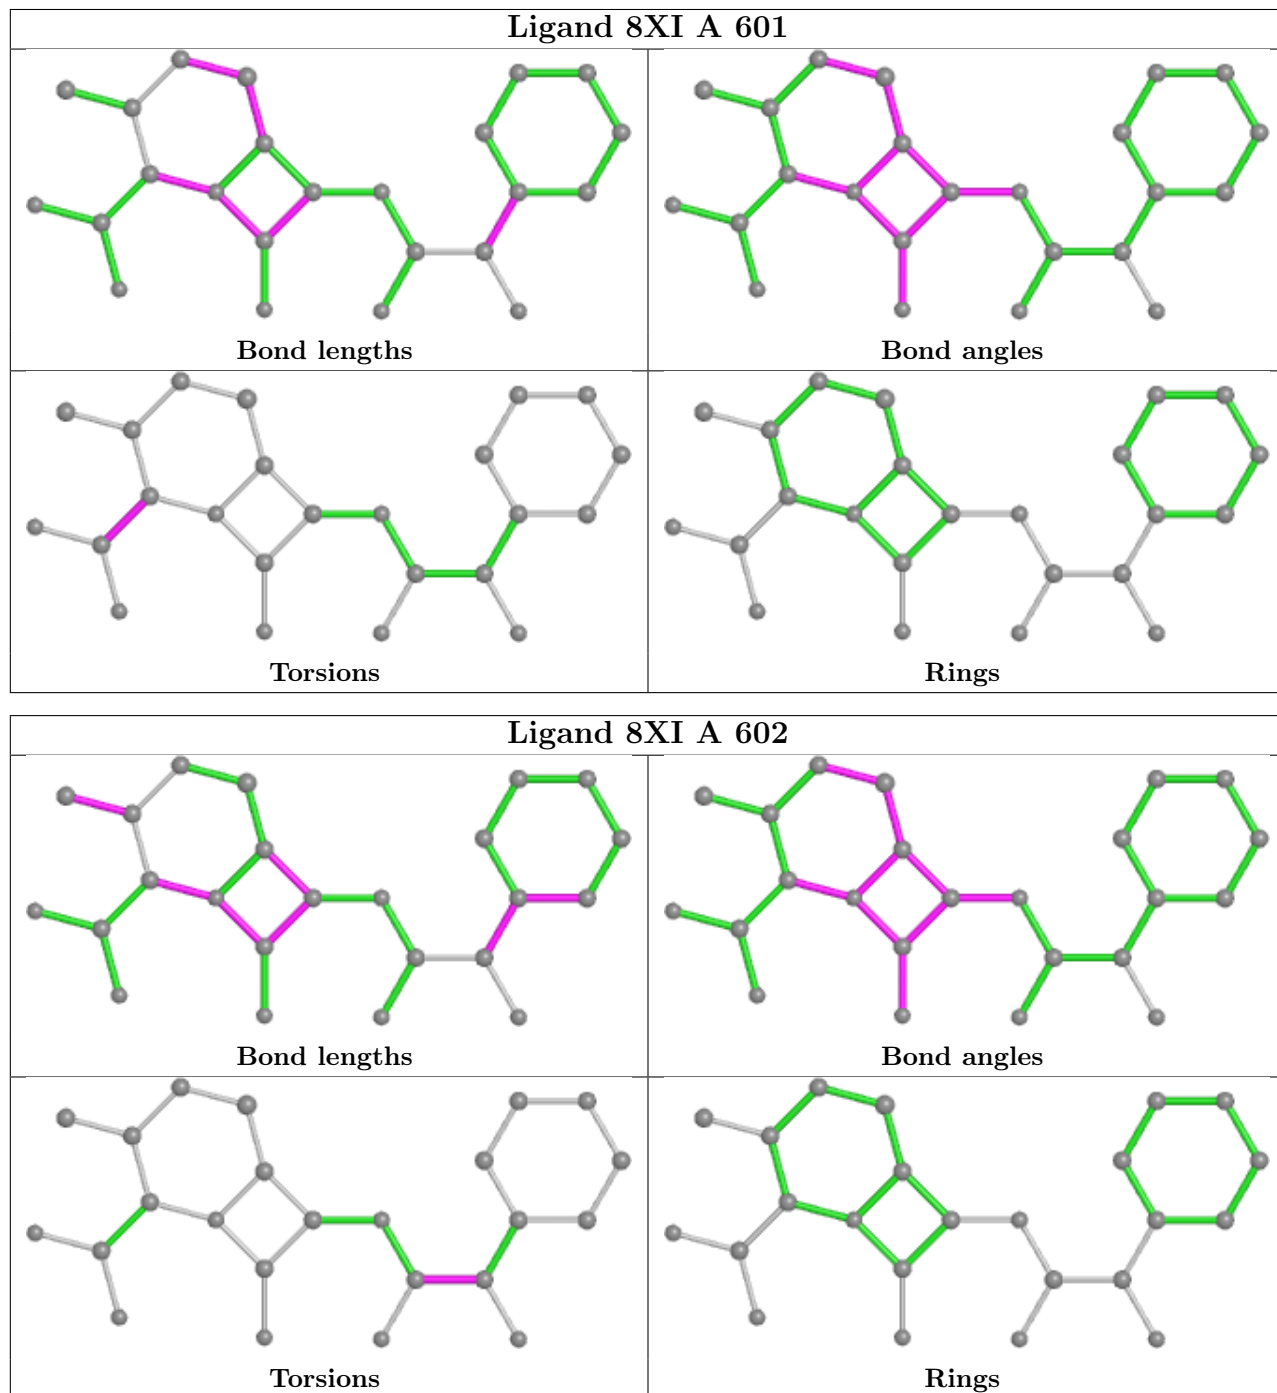 Ligand 8XI A 601
Bond lengths
Bond angles
Torsions
Rings
Ligand 8XI A 602
Bond lengths
Bond angles
Torsions
Rings